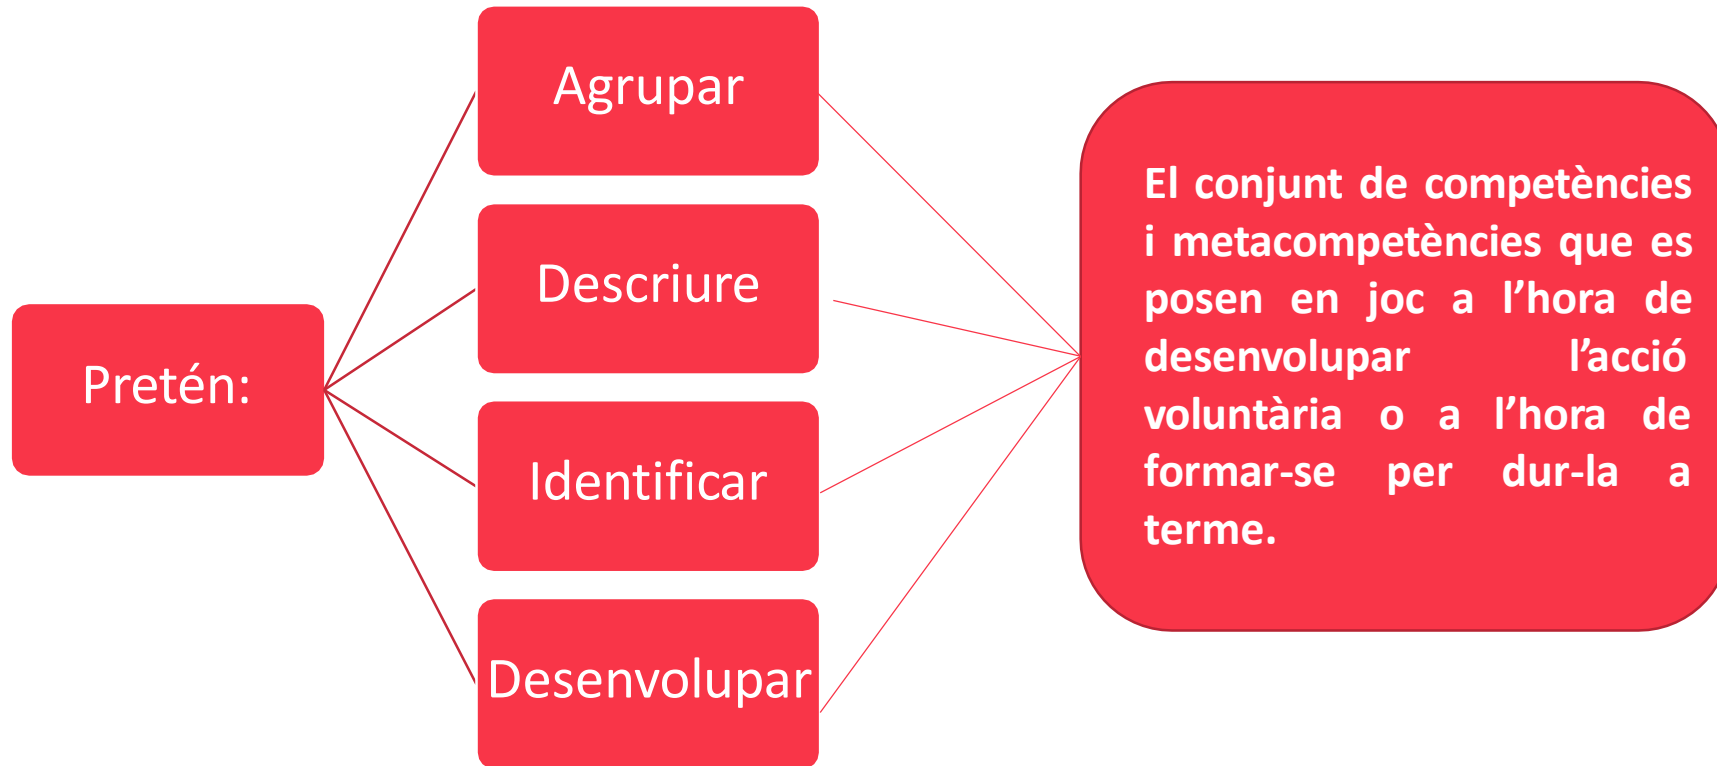 Pretén:
Agrupar
Descriure
Identificar
Desenvolupar
El conjunt de competències
i metacompetències que es
posen en joc a l’hora de
desenvolupar l’acció
voluntària o a l’hora de
formar-se per dur-la a
terme.